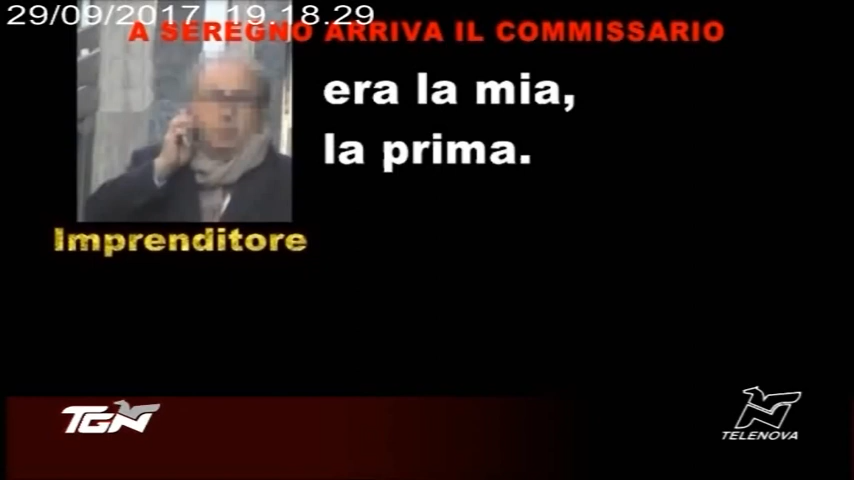 29/09/2017 19.18.29
A SEREGNO ARRIVA IL COMMISSARIO
era la mia,
la prima.
Imprenditore
TGN
TELENOVA